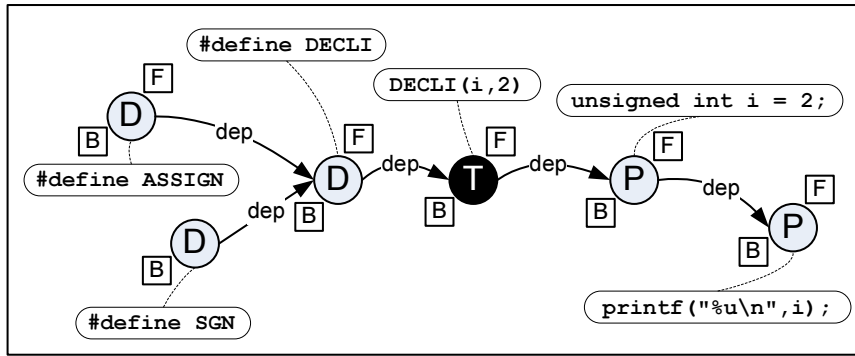 #define DECLI
F
DECLI(i,2)
unsigned int i = 2;
D
dep
B
F
F
F
#define ASSIGN
D
dep
T
dep
P
dep
F
dep
B
B
B
D
B
B
P
#define SGN
printf("%u\n",i);